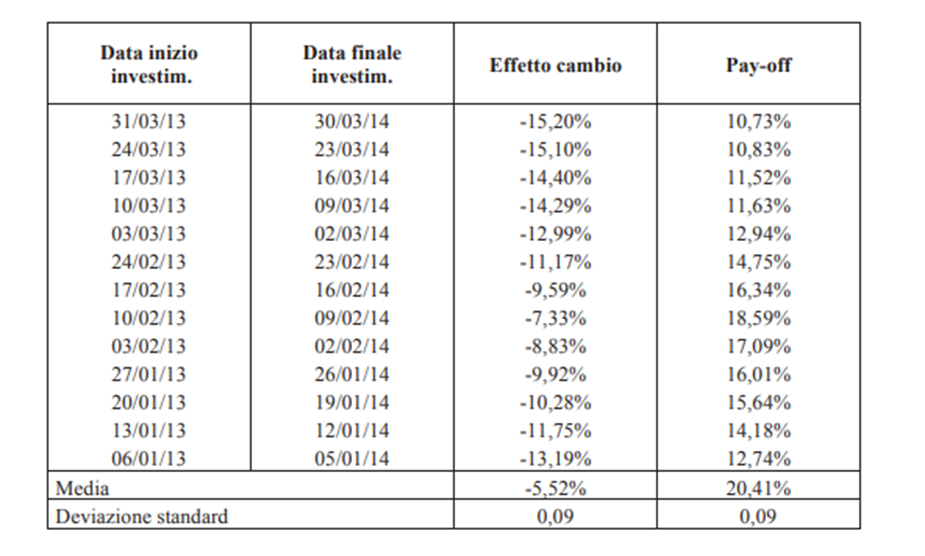 Data inizio investim. Data finale investim. Effetto cambio Pay-off
31/03/13 30/03/14 -15,20% 10,73%
24/03/13 23/03/14 -15,10% 10,83%
17/03/13 16/03/14 -14,40% 11,52%
10/03/13 09/03/14 -14,29% 11,63%
03/03/13 02/03/14 -12,99% 12,94%
24/02/13 23/02/14 -11,17% 14,75%
17/02/13 16/02/14 -9,59% 16,34%
10/02/13 09/02/14 -7,33% 18,59%
03/02/13 02/02/14 -8,83% 17,09%
27/01/13 26/01/14 -9,92% 16,01%
20/01/13 19/01/14 -10,28% 15,64%
13/01/13 12/01/14 -11,75% 14,18%
06/01/13 05/01/14 -13,19% 12,74%
Media -5,52% 20,41%
Deviazione standard 0,09 0,09